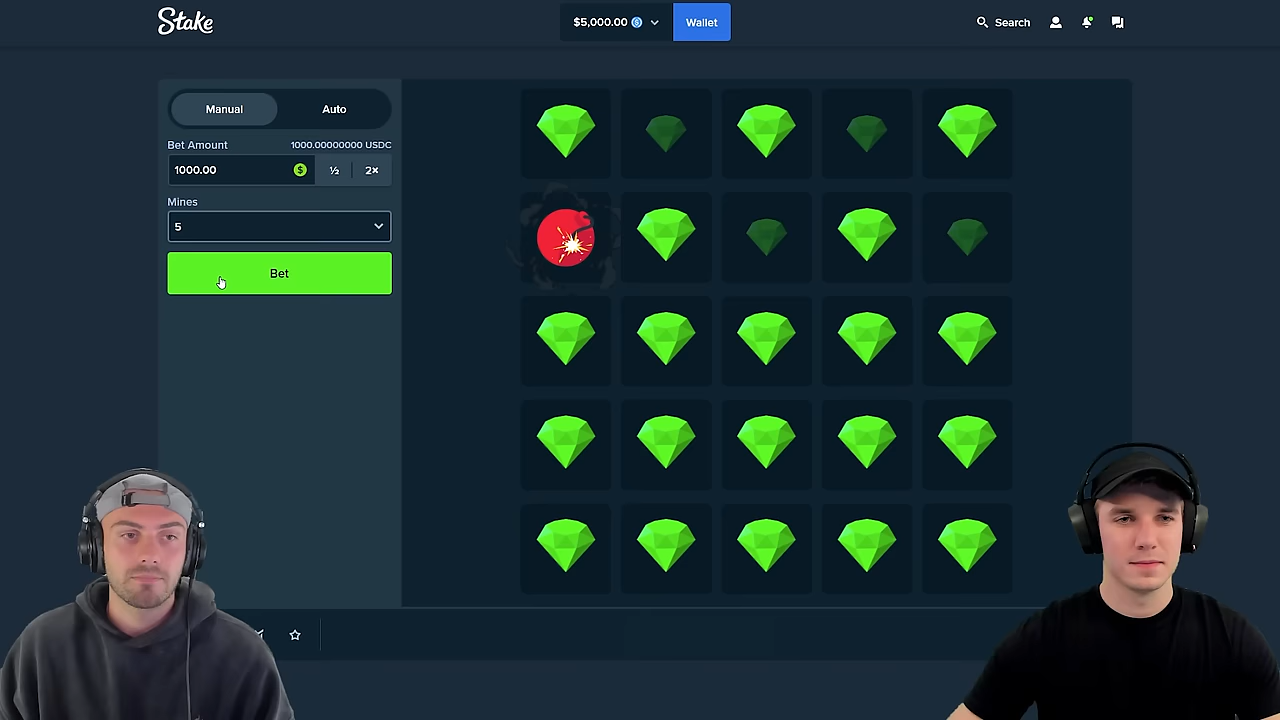 Stake
$5,000.00
Wallet
Search
Manual
Auto
Bet Amount
1000.00000000 USDC
1000.00
½
2×
Mines
5
Bet